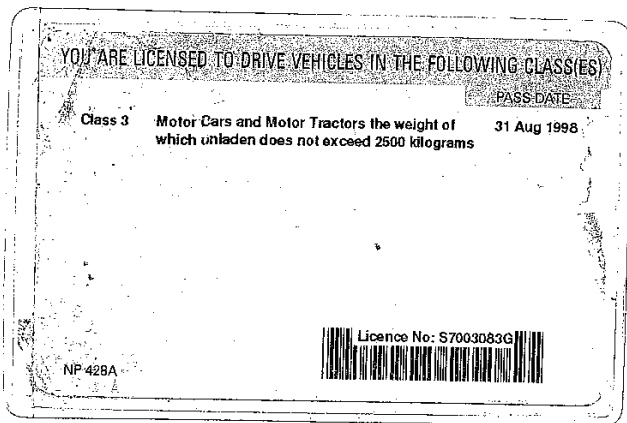 YOU ARE LICENSED TO DRIVE VEHICLES IN THE FOLLOWING CLASS(ES)
PASS DATE
Class 3 Motor Cars and Motor Tractors the weight of 31 Aug 1998
which unladen does not exceed 2500 kilograms
Licence No: S7003083G
NP 428A